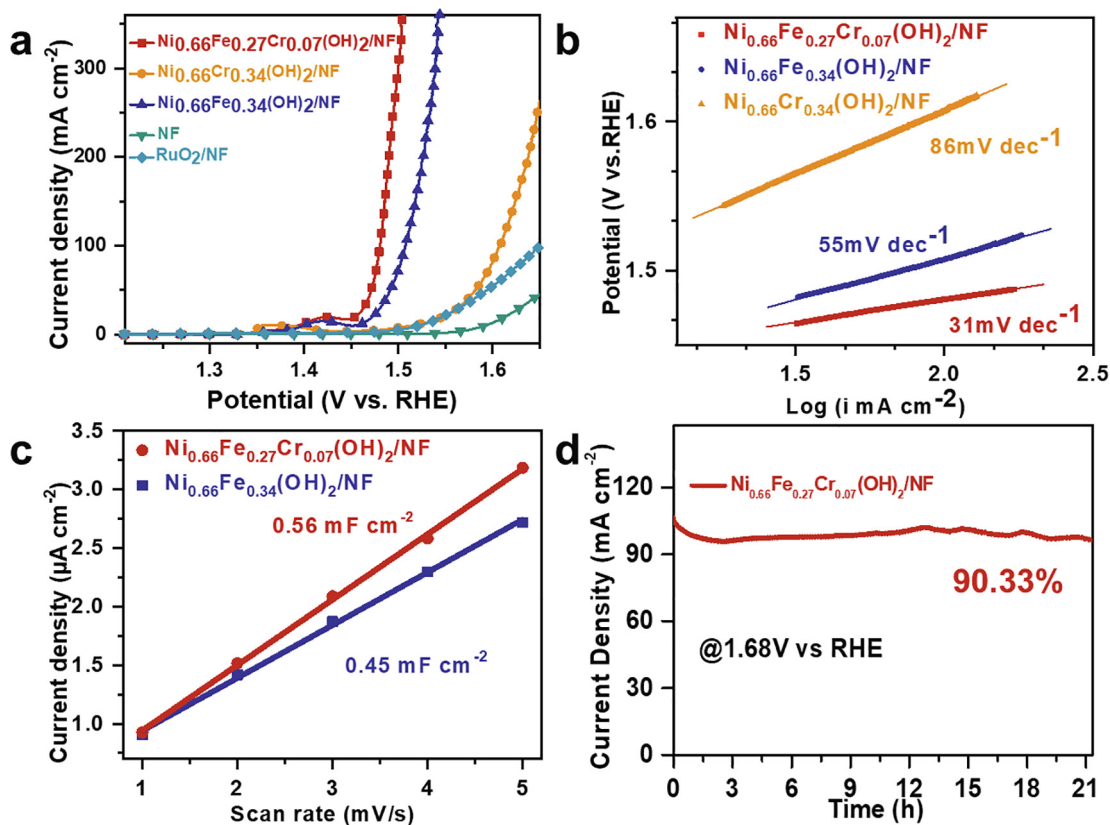 a
Ni0.66Fe0.27Cr0.07(OH)2/NF
Ni0.66Cr0.34(OH)2/NF
Ni0.66Fe0.34(OH)2/NF
NF
RuO2/NF
Current density (mA cm-2)
300
200
100
0
1.3
1.4
1.5
1.6
Potential (V vs. RHE)
b
Ni0.66Fe0.27Cr0.07(OH)2/NF
Ni0.66Fe0.34(OH)2/NF
Ni0.66Cr0.34(OH)2/NF
86mV dec-1
55mV dec-1
31mV dec-1
Potential (V vs.RHE)
1.6
1.5
1.5
2.0
2.5
Log (i mA cm-2)
c
Ni0.66Fe0.27Cr0.07(OH)2/NF
Ni0.66Fe0.34(OH)2/NF
0.56 mF cm-2
0.45 mF cm-2
Current density (µA cm-2)
3.5
3.0
2.5
2.0
1.5
1.0
1
2
3
4
5
Scan rate (mV/s)
d
Ni0.66Fe0.27Cr0.07(OH)2/NF
90.33%
@1.68V vs RHE
Current Density (mA cm-2)
120
90
60
30
0
0
3
6
9
12
15
18
21
Time (h)